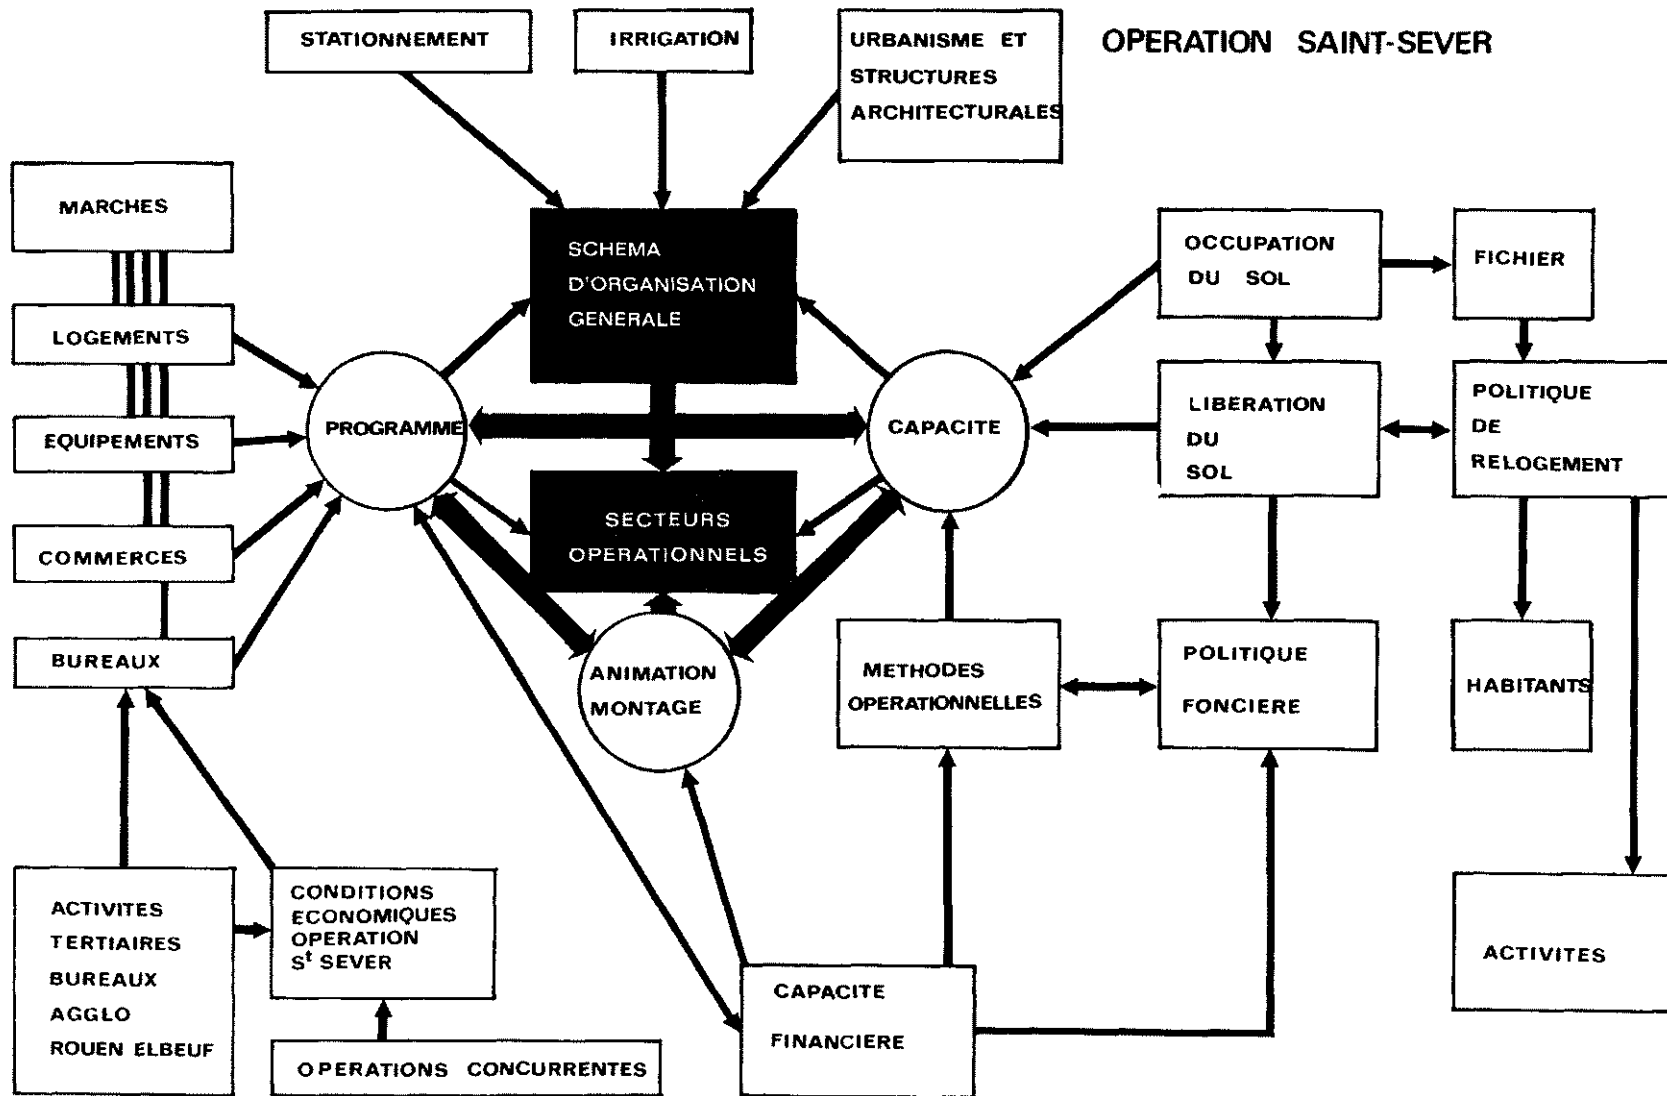 STATIONNEMENT
IRRIGATION
URBANISME ET
STRUCTURES
ARCHITECTURALES
OPERATION SAINT-SEVER
MARCHES
LOGEMENTS
EQUIPEMENTS
COMMERCES
BUREAUX
SCHEMA
D'ORGANISATION
GENERALE
PROGRAMME
CAPACITE
SECTEURS
OPERATIONNELS
ANIMATION
MONTAGE
OCCUPATION
DU SOL
FICHIER
LIBERATION
DU
SOL
POLITIQUE
DE
RELOGEMENT
METHODES
OPERATIONNELLES
POLITIQUE
FONCIERE
HABITANTS
ACTIVITES
TERTIAIRES
BUREAUX
AGGLO
ROUEN ELBEUF
CONDITIONS
ECONOMIQUES
OPERATION
St SEVER
OPERATIONS CONCURRENTES
CAPACITE
FINANCIERE
ACTIVITES